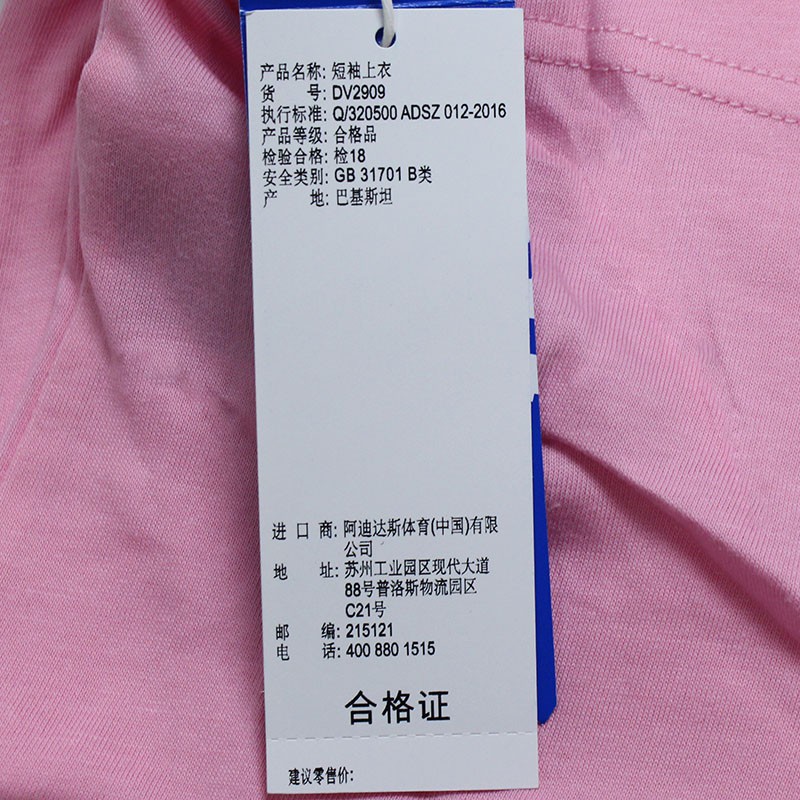 产品名称: 短袖上衣
货 号: DV2909
执行标准: Q/320500 ADSZ 012-2016
产品等级: 合格品
检验合格: 检18
安全类别: GB 31701 B类
产 地: 巴基斯坦
进 口 商: 阿迪达斯体育(中国)有限
公司
地 址: 苏州工业园区现代大道
88号普洛斯物流园区
C21号
邮 编: 215121
电 话: 400 880 1515
合格证
建议零售价: